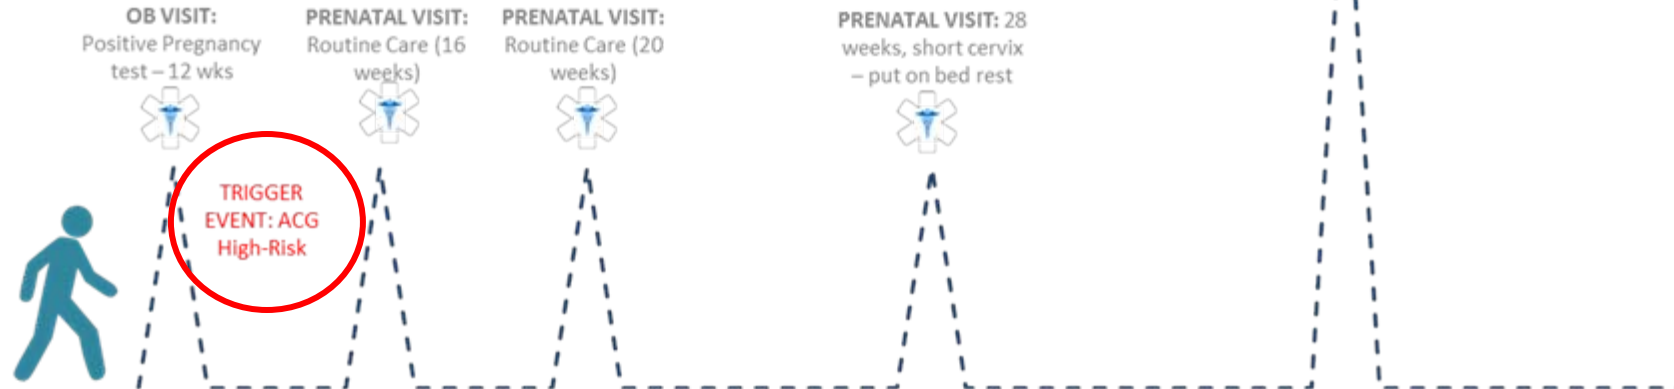 OB VISIT:
Positive Pregnancy
test – 12 wks
PRENATAL VISIT:
Routine Care (16
weeks)
PRENATAL VISIT:
Routine Care (20
weeks)
PRENATAL VISIT: 28
weeks, short cervix
– put on bed rest
TRIGGER
EVENT: ACG
High-Risk